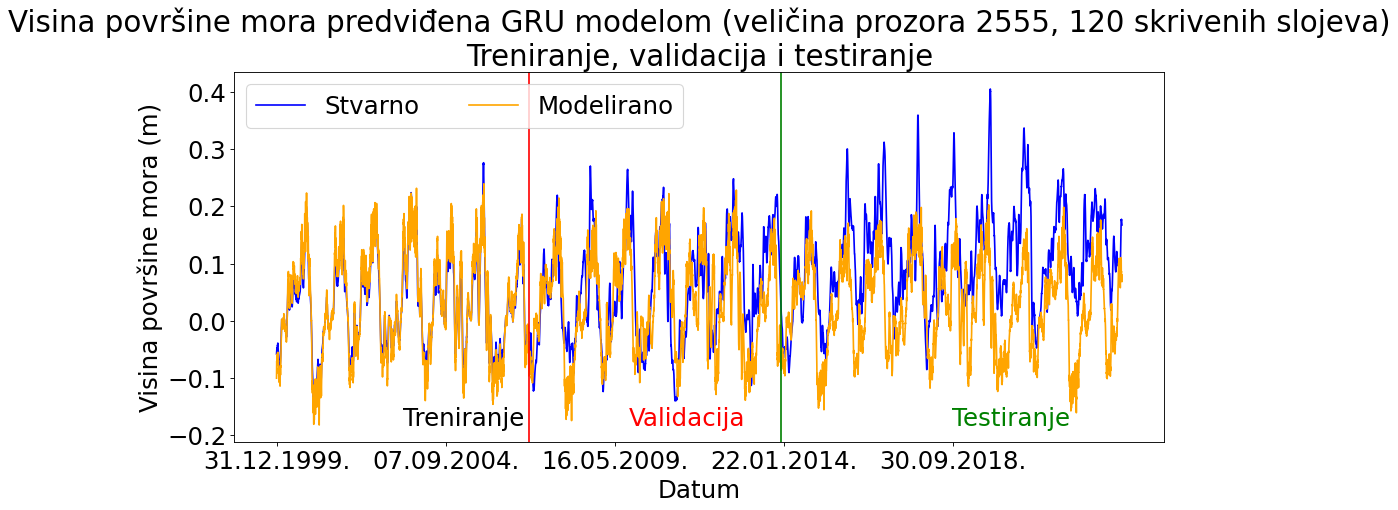 Visina površine mora predviđena GRU modelom (veličina prozora 2555, 120 skrivenih slojeva)
Treniranje, validacija i testiranje
Stvarno
Modelirano
Visina površine mora (m)
0.4
0.3
0.2
0.1
0.0
−0.1
−0.2
Treniranje
Validacija
Testiranje
31.12.1999.
07.09.2004.
16.05.2009.
22.01.2014.
30.09.2018.
Datum